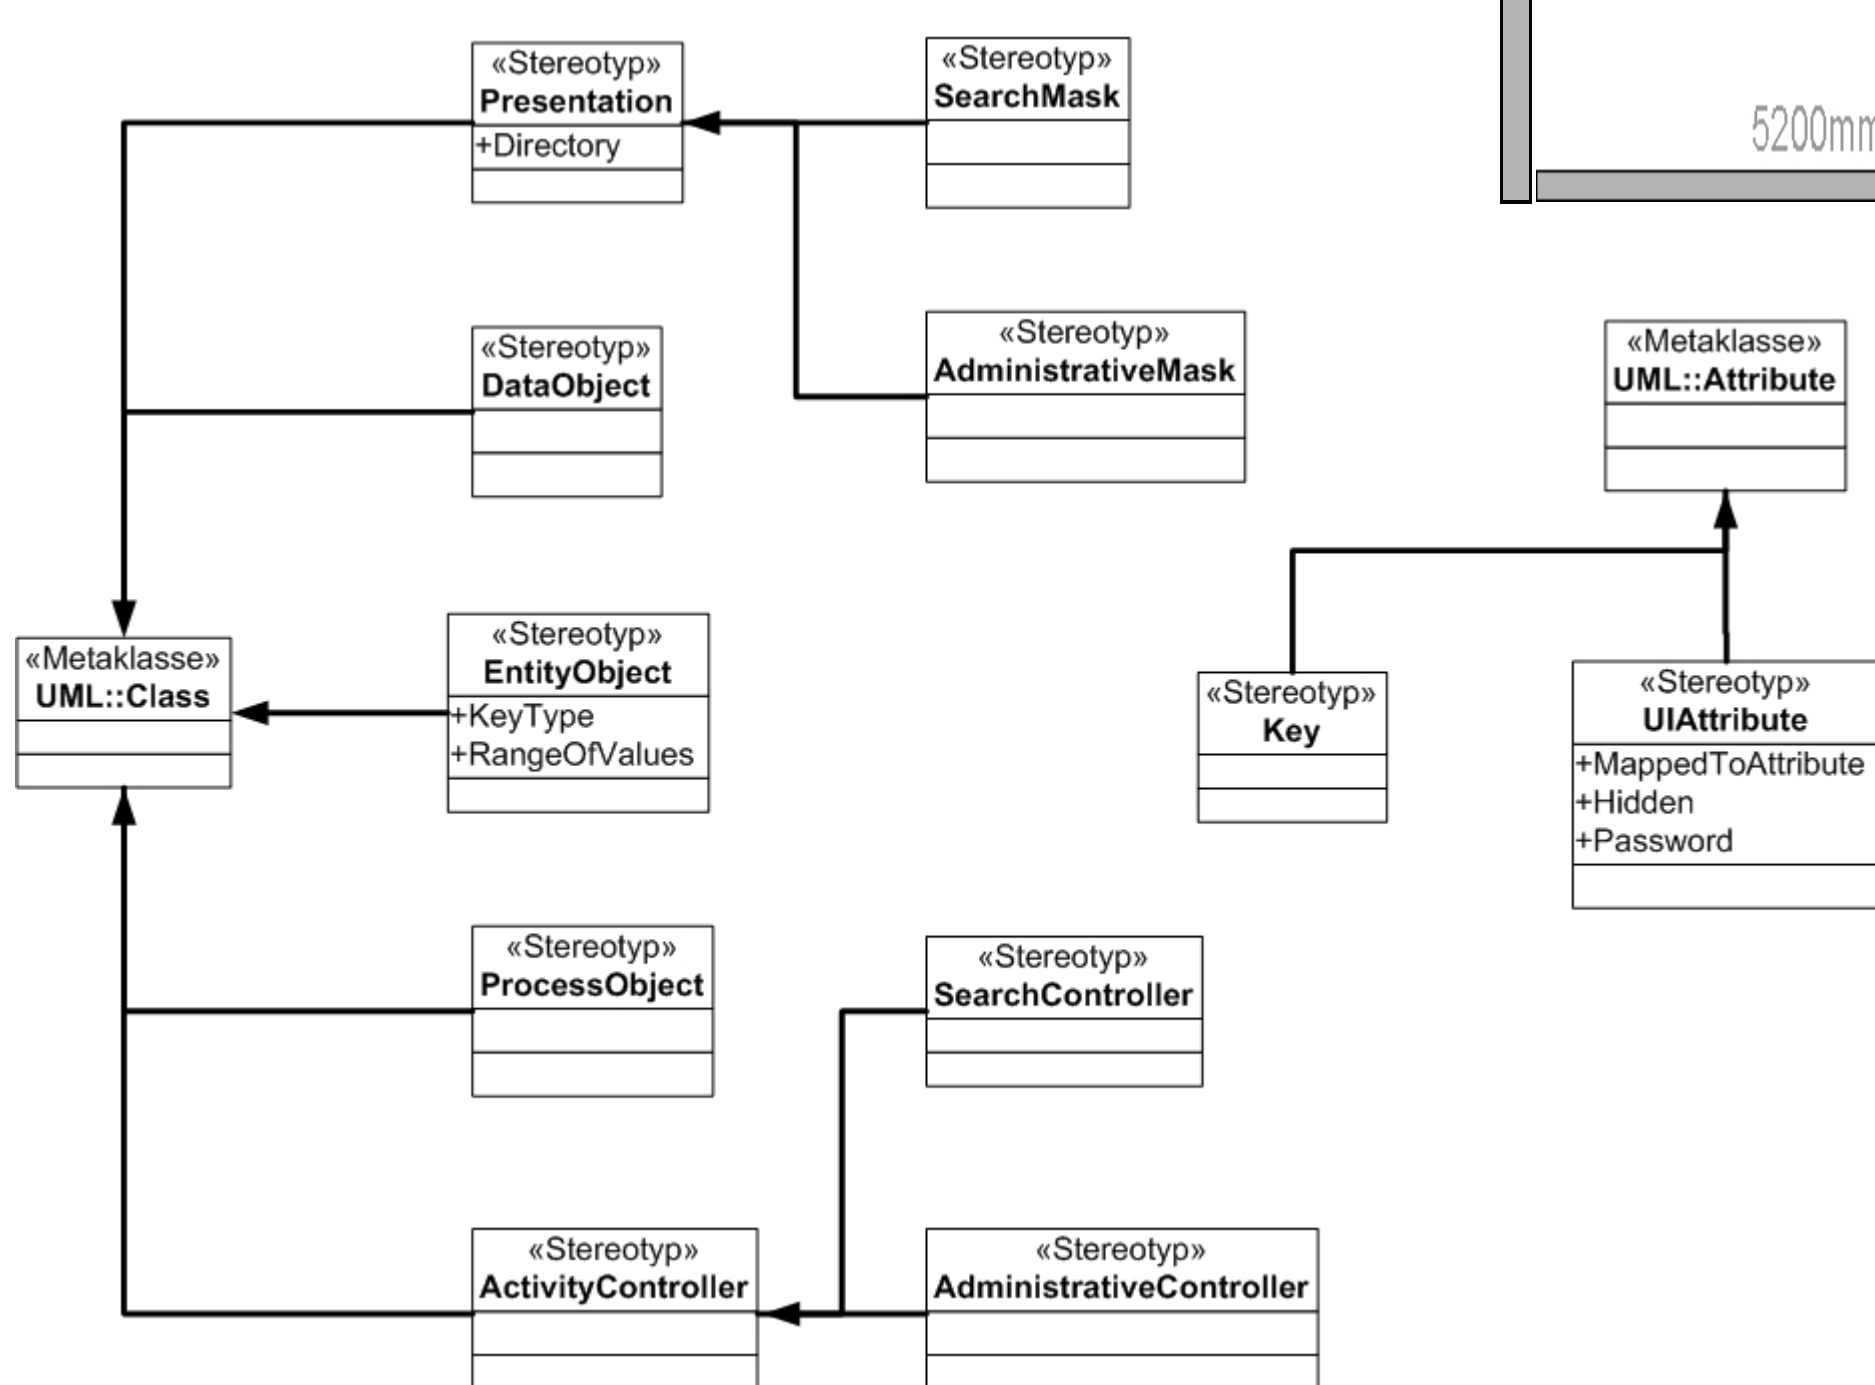 «Stereotyp»
Presentation
+Directory
«Stereotyp»
SearchMask
5200mm
«Stereotyp»
DataObject
«Stereotyp»
AdministrativeMask
«Metaklasse»
UML::Attribute
«Metaklasse»
UML::Class
«Stereotyp»
EntityObject
+KeyType
+RangeOfValues
«Stereotyp»
Key
«Stereotyp»
UIAttribute
+MappedToAttribute
+Hidden
+Password
«Stereotyp»
ProcessObject
«Stereotyp»
SearchController
«Stereotyp»
ActivityController
«Stereotyp»
AdministrativeController